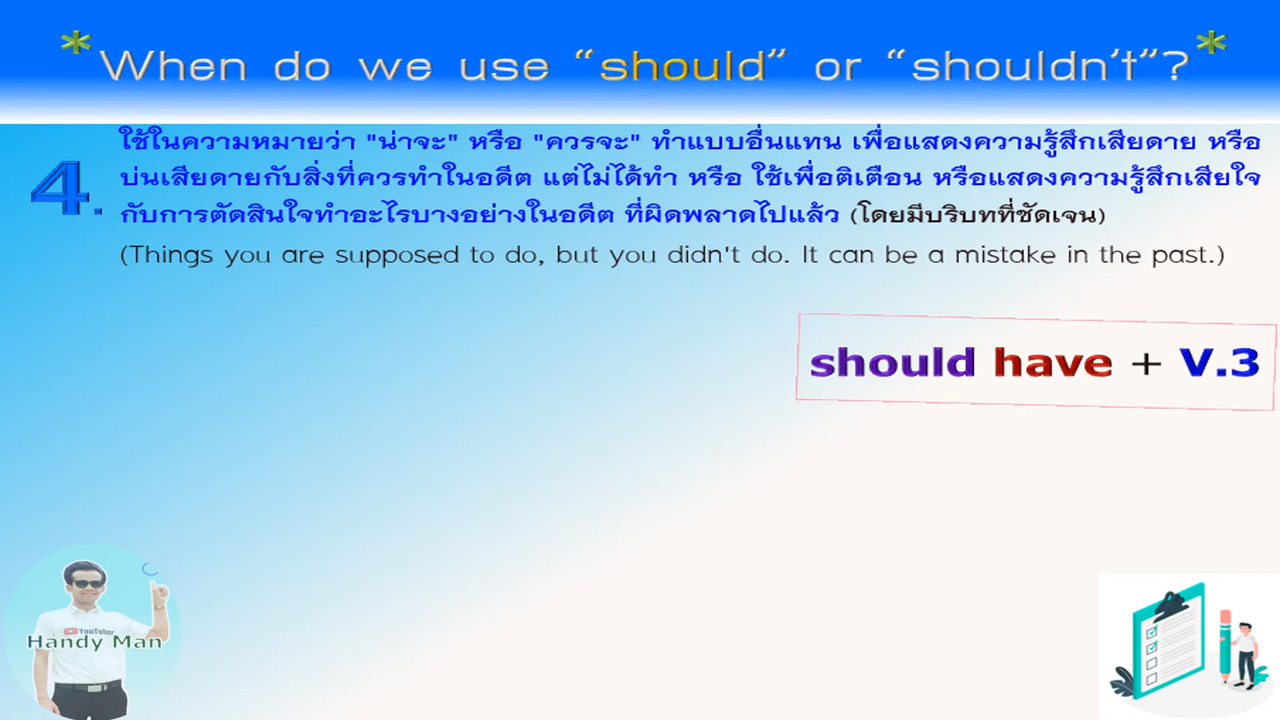 *When do we use “should” or “shouldn’t”?*
4. ใช้ในความหมายว่า "น่าจะ" หรือ "ควรจะ" ทำแบบอื่นแทน เพื่อแสดงความรู้สึกเสียดาย หรือ
บ่นเสียดายกับสิ่งที่ควรทำในอดีต แต่ไม่ได้ทำ หรือ ใช้เพื่อติเตือน หรือแสดงความรู้สึกเสียใจ
กับการตัดสินใจทำอะไรบางอย่างในอดีต ที่ผิดพลาดไปแล้ว (โดยมีบริบทที่ชัดเจน)
(Things you are supposed to do, but you didn't do. It can be a mistake in the past.)
should have + V.3
YouTuber
Handy Man